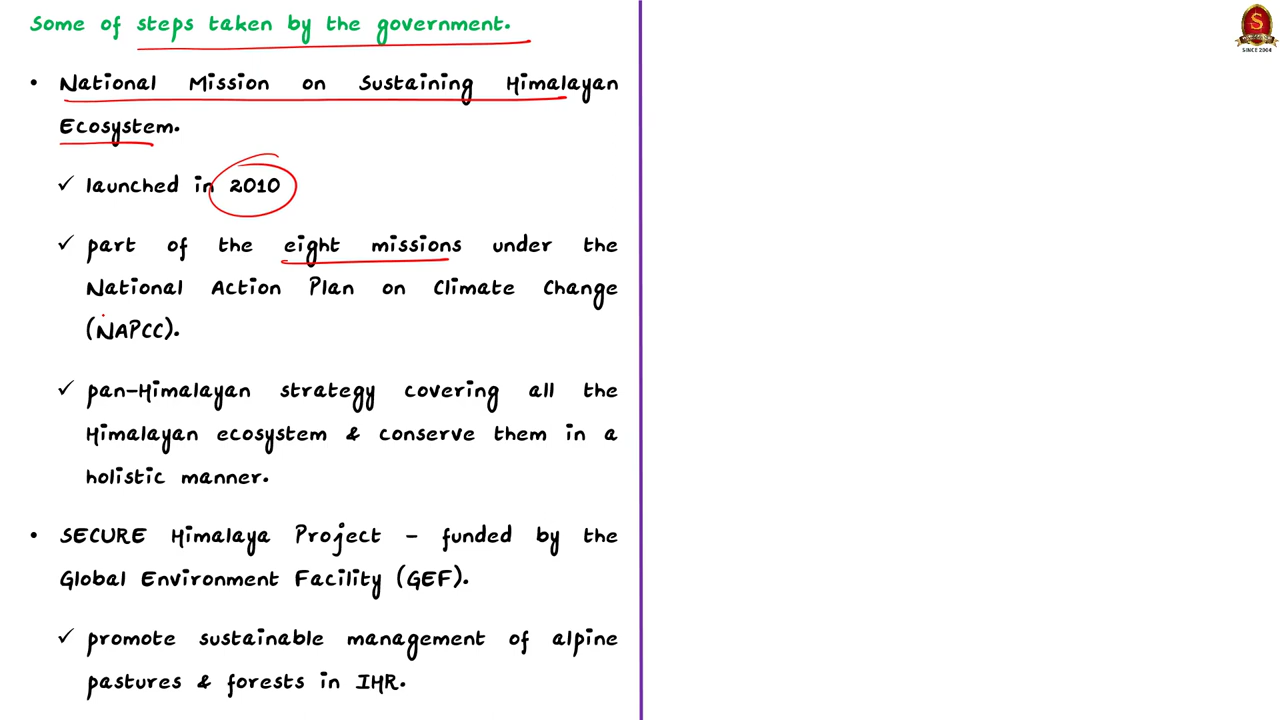 Some of steps taken by the government.
• National Mission on Sustaining Himalayan
Ecosystem.
✓ launched in 2010
✓ part of the eight missions under the
National Action Plan on Climate Change
(NAPCC).
✓ pan-Himalayan strategy covering all the
Himalayan ecosystem & conserve them in a
holistic manner.
• SECURE Himalaya Project - funded by the
Global Environment Facility (GEF).
✓ promote sustainable management of alpine
pastures & forests in IHR.
S
SINCE 2004